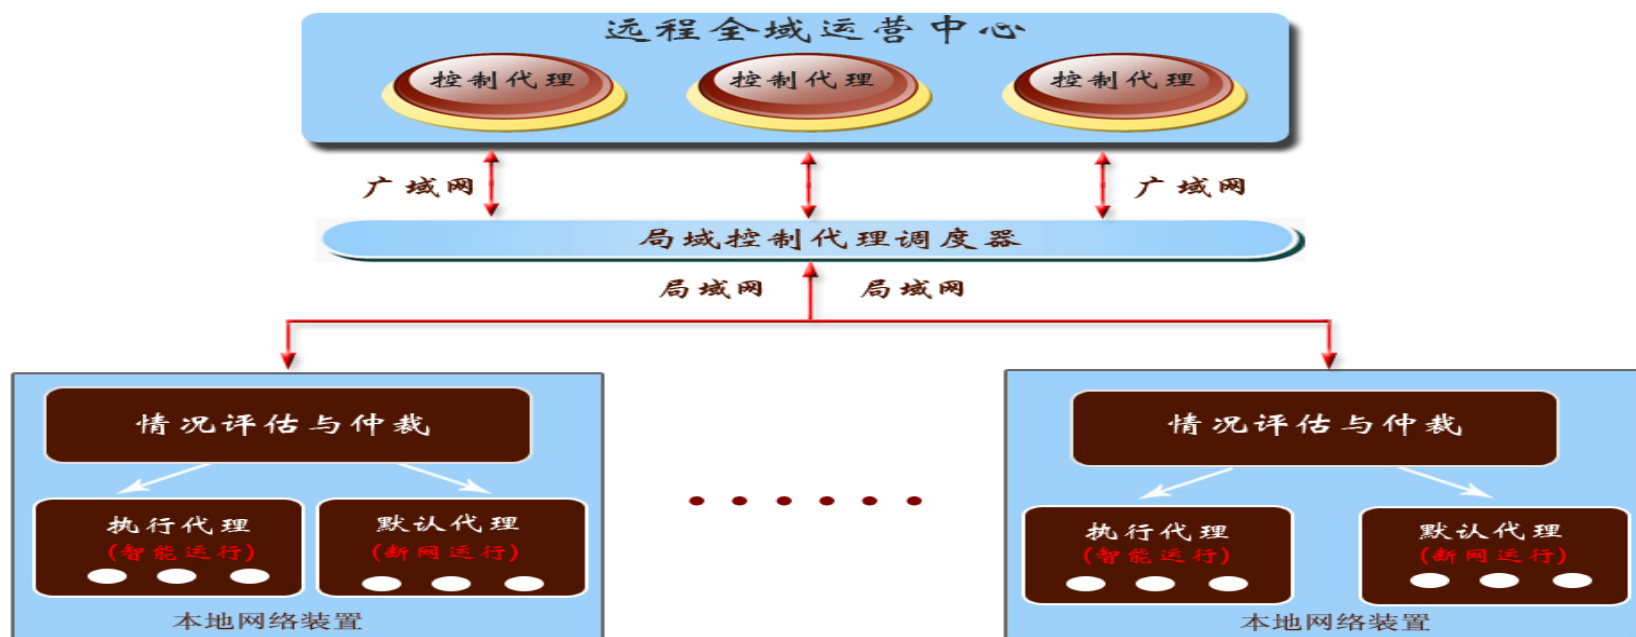 远程全域运营中心
控制代理 控制代理 控制代理
广域网 广域网
局域控制代理调度器
局域网 局域网
情况评估与仲裁 情况评估与仲裁
执行代理 默认代理 执行代理 默认代理
(智能运行) (断网运行) (智能运行) (断网运行)
本地网络装置 本地网络装置